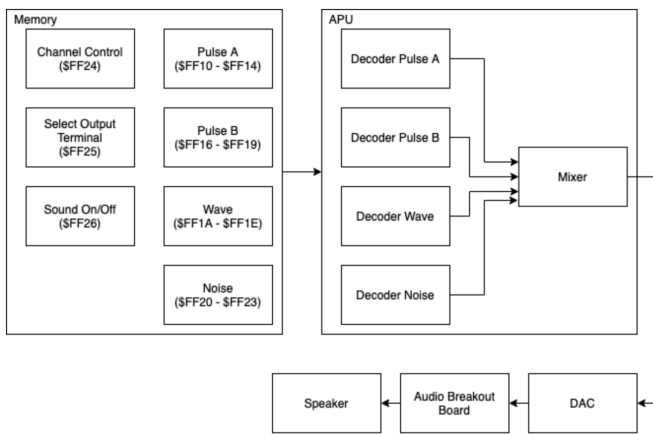 Memory
Channel Control
($FF24)
Pulse A
($FF10 - $FF14)
Select Output
Terminal
($FF25)
Pulse B
($FF16 - $FF19)
Sound On/Off
($FF26)
Wave
($FF1A - $FF1E)
Noise
($FF20 - $FF23)
APU
Decoder Pulse A
Decoder Pulse B
Decoder Wave
Decoder Noise
Mixer
Speaker
Audio Breakout
Board
DAC